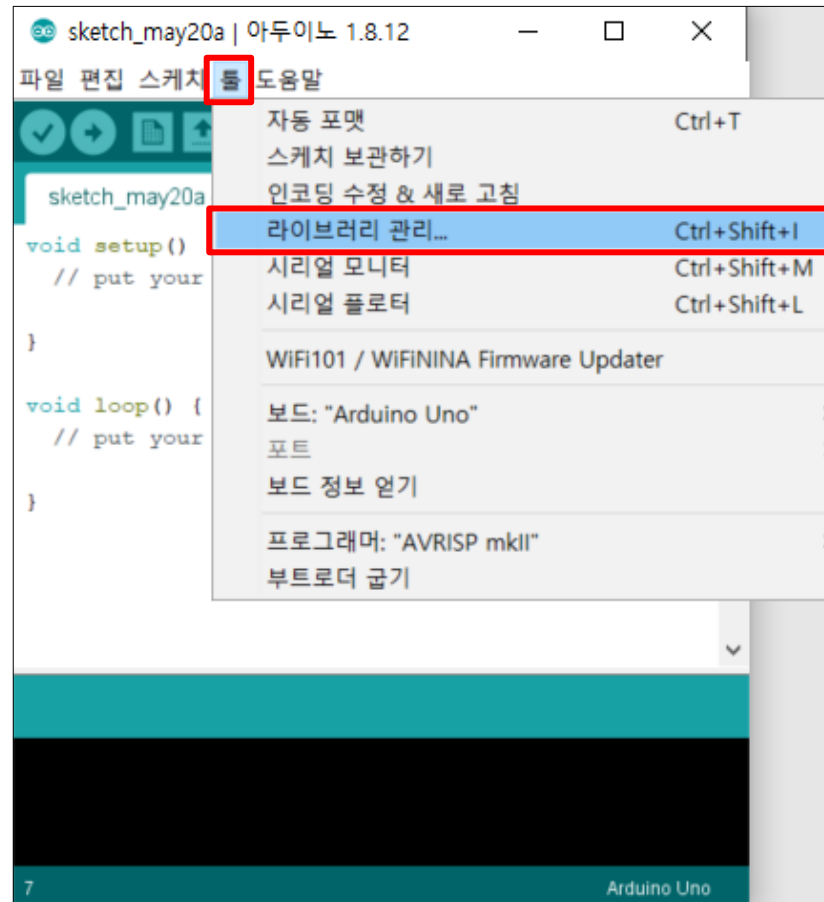 sketch_may20a | 아두이노 1.8.12
파일 편집 스케치 툴 도움말
자동 포맷 Ctrl+T
스케치 보관하기
sketch_may20a 인코딩 수정 & 새로 고침
void setup() 라이브러리 관리... Ctrl+Shift+I
// put your 시리얼 모니터 Ctrl+Shift+M
시리얼 플로터 Ctrl+Shift+L
}
WiFi101 / WiFiNINA Firmware Updater
void loop() { 보드: "Arduino Uno"
// put your 포트
보드 정보 얻기
}
프로그래머: "AVRISP mkII"
부트로더 굽기
7 Arduino Uno